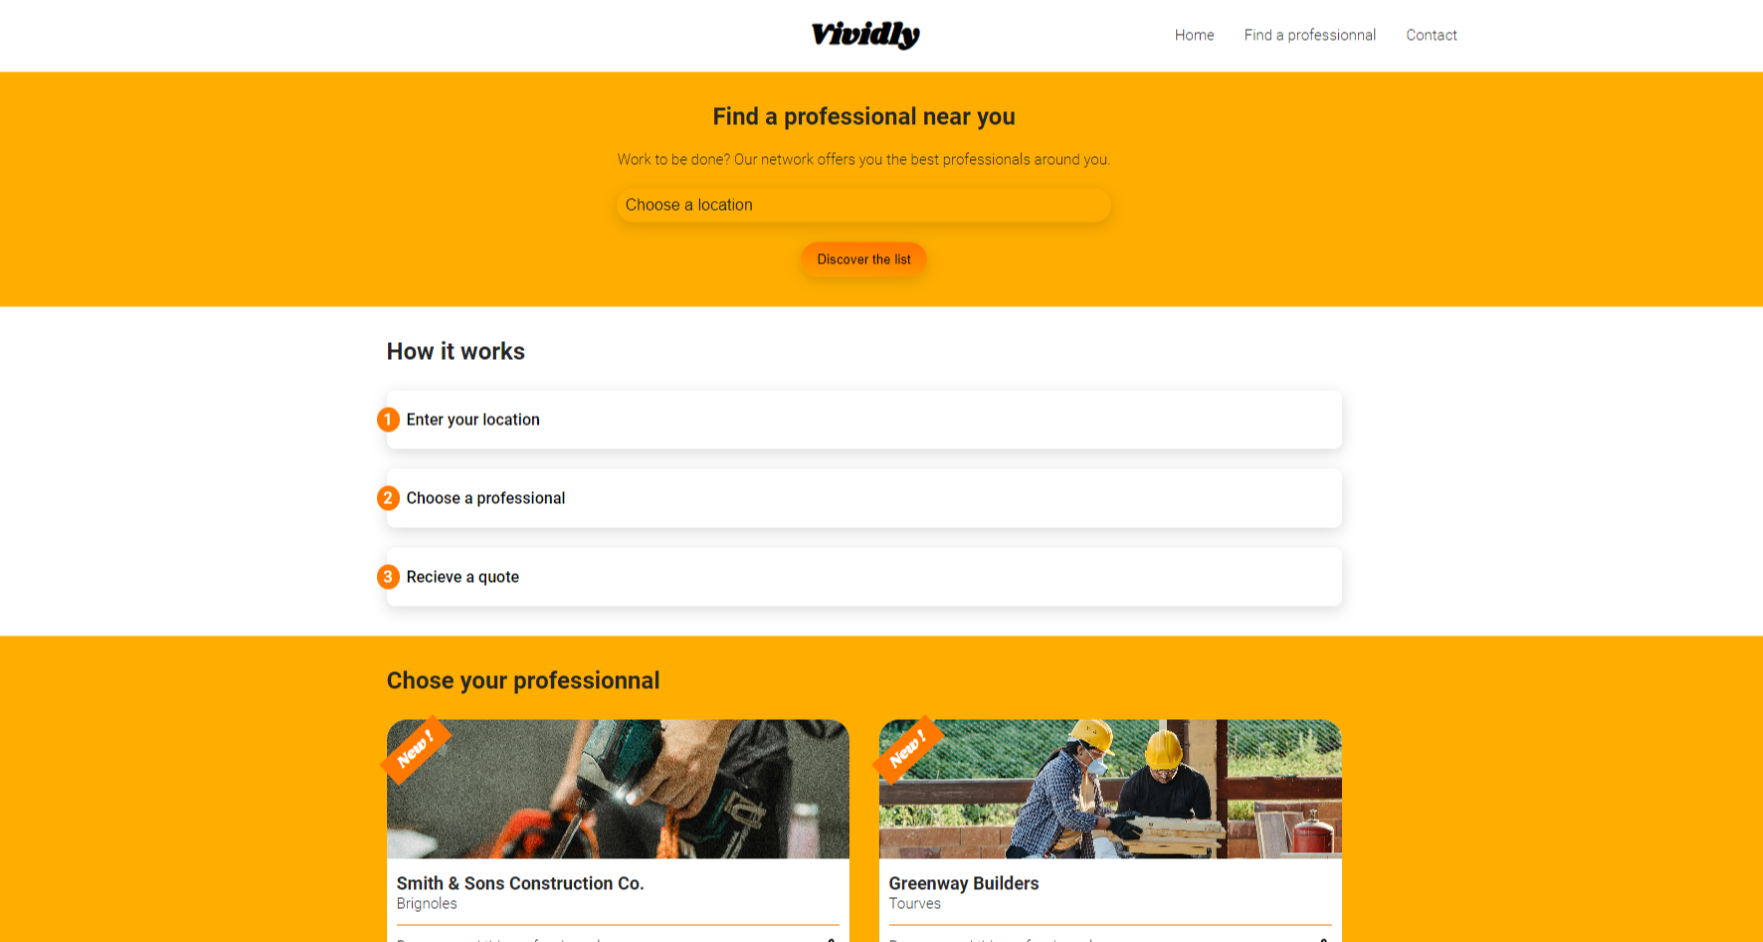 Vividly
Home Find a professionnal Contact
Find a professional near you
Work to be done? Our network offers you the best professionals around you.
Choose a location
Discover the list
How it works
1 Enter your location
2 Choose a professional
3 Recieve a quote
Chose your professionnal
New !
New !
Smith & Sons Construction Co.
Brignoles
Greenway Builders
Tourves